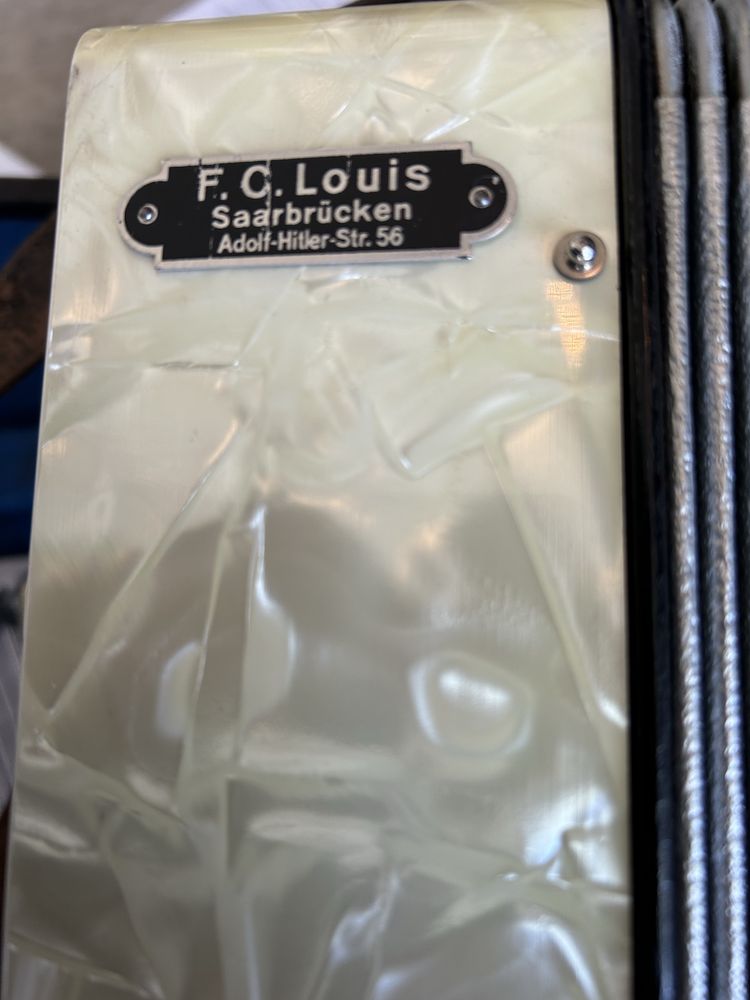 F. C. Louis
Saarbrücken
Adolf-Hitler-Str. 56